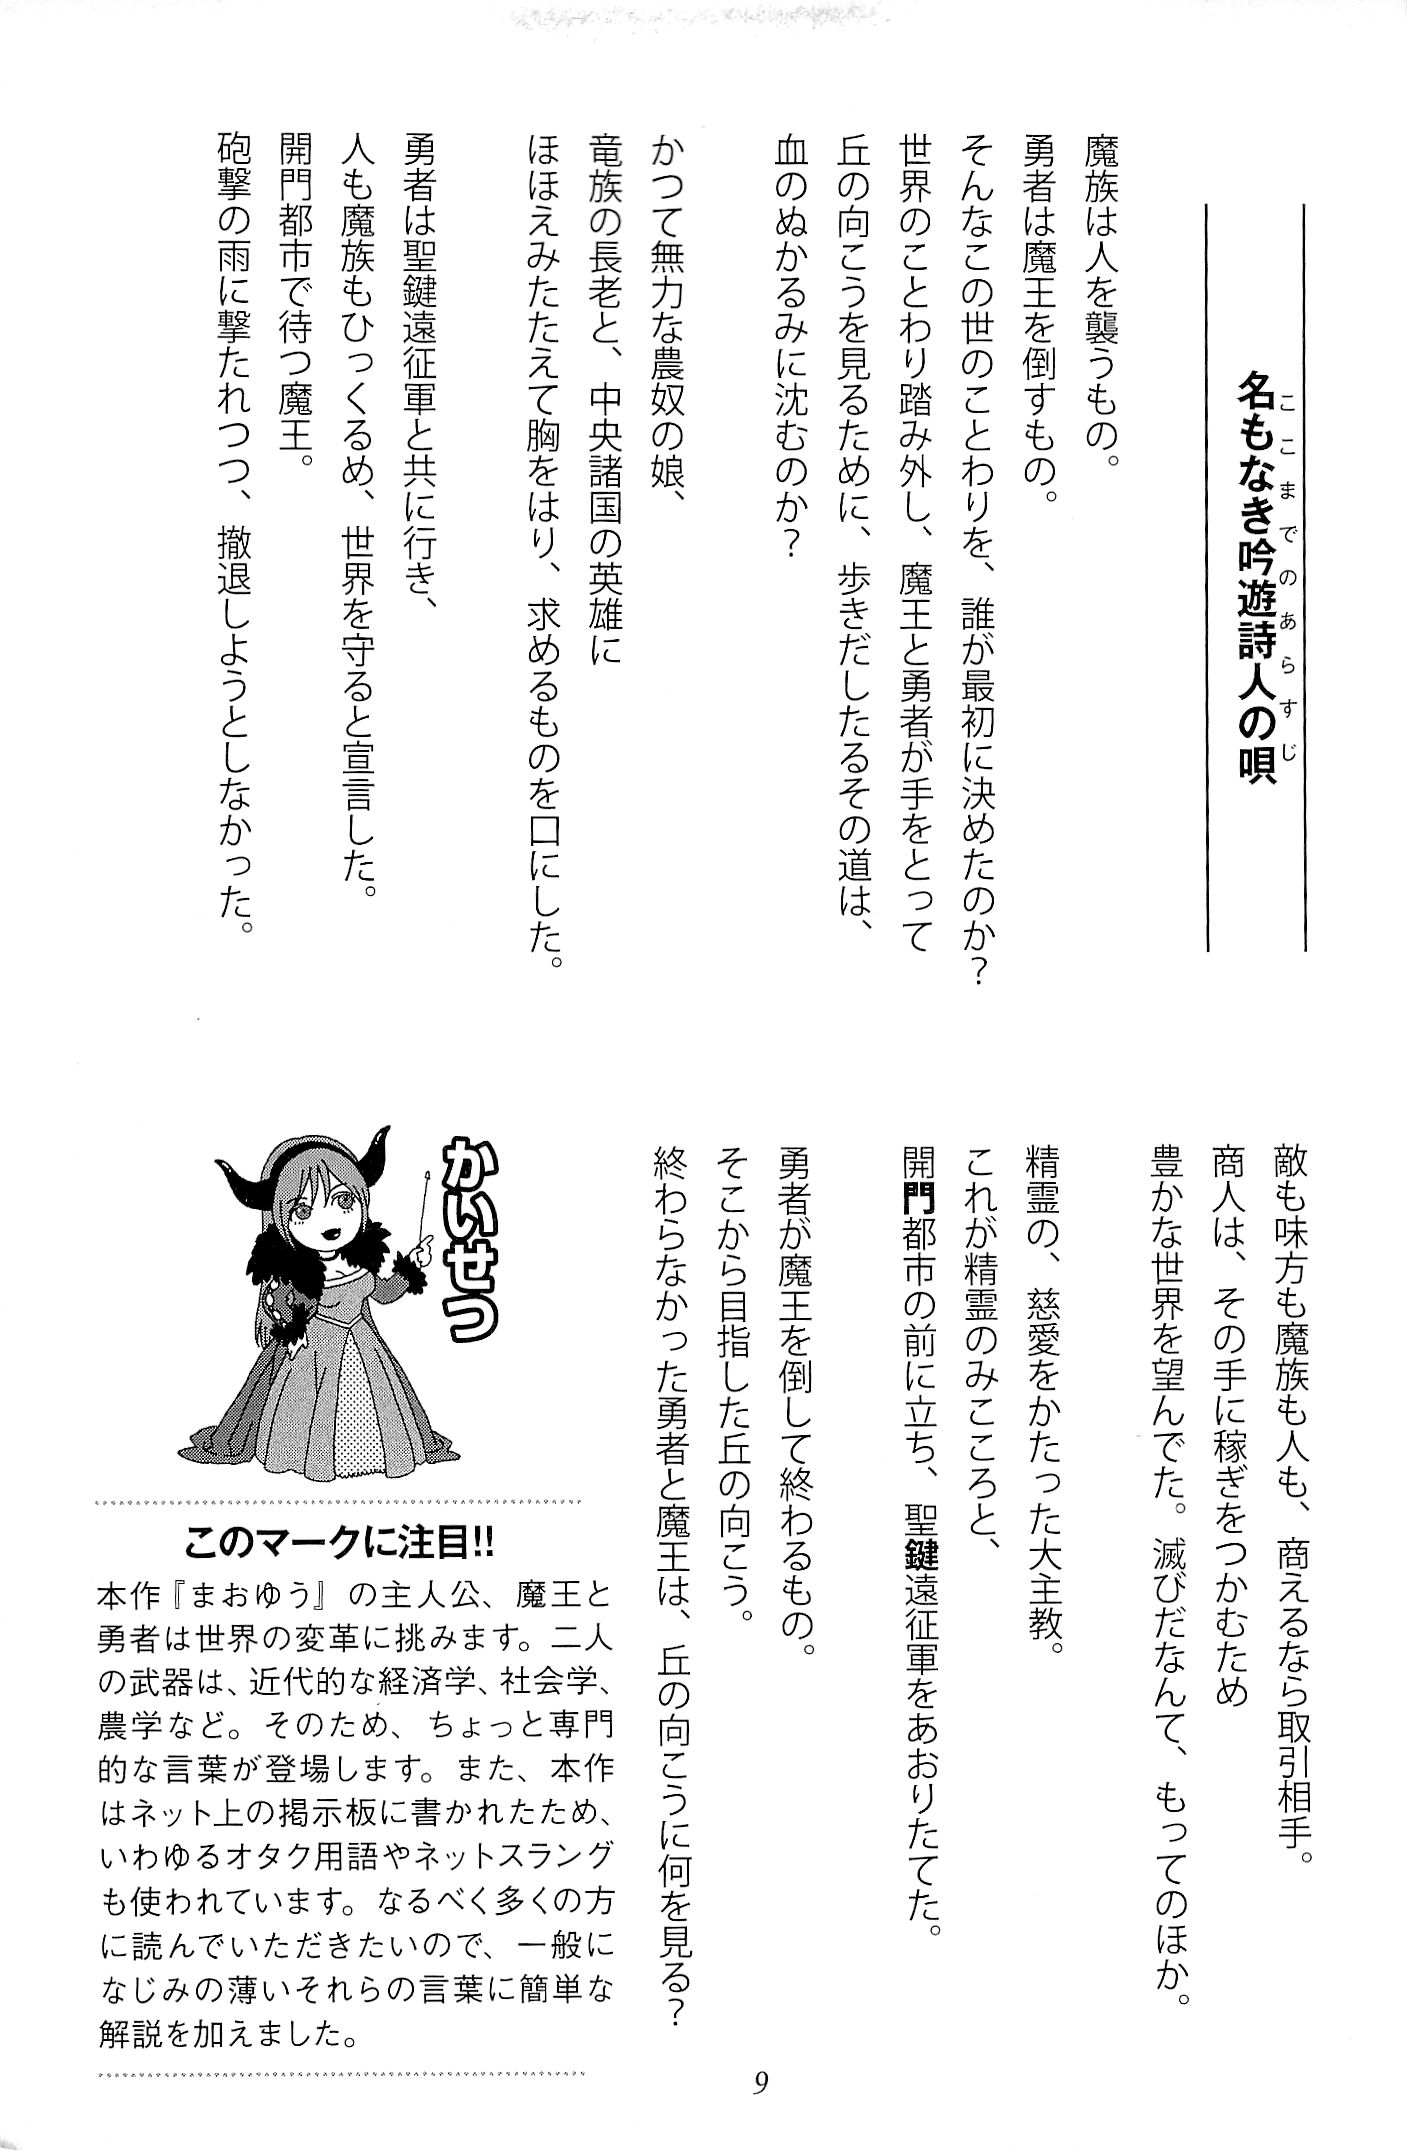 名もなき吟遊詩人の唄
ここまでのあらすじ
魔族は人を襲うもの。
勇者は魔王を倒すもの。
そんなこの世のことわりを、誰が最初に決めたのか？
世界のことわり踏み外し、魔王と勇者が手をとって
丘の向こうを見るために、歩きだしたるその道は、
血のぬかるみに沈むのか？
かつて無力な農奴の娘、
竜族の長老と、中央諸国の英雄に
ほほえみたたえて胸をはり、求めるものを口にした。
勇者は聖鍵遠征軍と共に行き、
人も魔族もひっくるめ、世界を守ると宣言した。
開門都市で待つ魔王。
砲撃の雨に撃たれつつ、撤退しようとしなかった。
敵も味方も魔族も人も、商えるなら取引相手。
商人は、その手に稼ぎをつかむため
豊かな世界を望んでた。滅びだなんて、もってのほか。
精霊の、慈愛をかたった大主教。
これが精霊のみこころと、
開門都市の前に立ち、聖鍵遠征軍をあおりたてた。
勇者が魔王を倒して終わるもの。
そこから目指した丘の向こう。
終わらなかった勇者と魔王は、丘の向こうに何を見る？
かいせつ
このマークに注目!!
本作『まおゆう』の主人公、魔王と
勇者は世界の変革に挑みます。二人
の武器は、近代的な経済学、社会学、
農学など。そのため、ちょっと専門
的な言葉が登場します。また、本作
はネット上の掲示板に書かれたため、
いわゆるオタク用語やネットスラング
も使われています。なるべく多くの方
に読んでいただきたいので、一般に
なじみの薄いそれらの言葉に簡単な
解説を加えました。
9